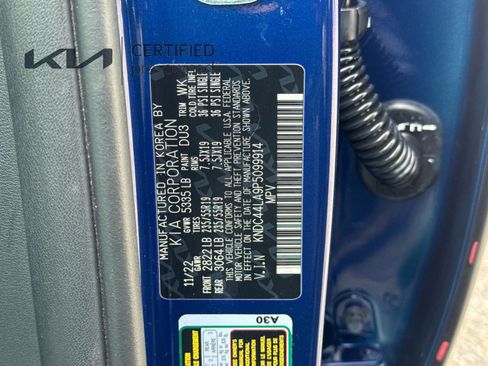 KIA CERTIFIED
MANUFACTURED IN KOREA BY
KIA CORPORATION
GVWR 5335 LB PAINT DU3 TRIM WK
GAWR TIRES RIMS COLD TIRE INFL
11/22
FRONT 2822 LB 235/55R19 7.5JX19 36 PSI SINGLE
REAR 3064 LB 235/55R19 7.5JX19 36 PSI SINGLE
THIS VEHICLE CONFORMS TO ALL APPLICABLE U.S.A. FEDERAL
MOTOR VEHICLE SAFETY AND THEFT PREVENTION STANDARDS
IN EFFECT ON THE DATE OF MANUFACTURE SHOWN ABOVE.
V.I.N KNDC44LA9P5099914
MPV
A30